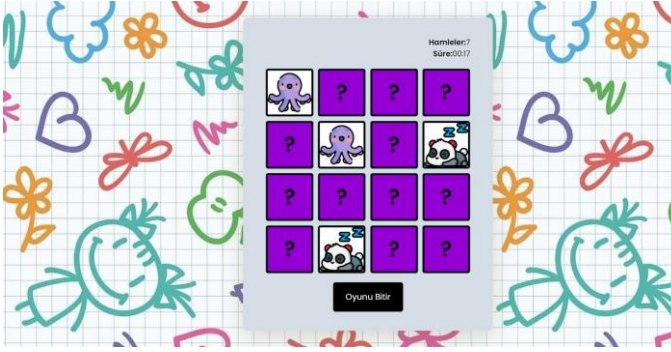 Hamleler:7
Süre:00:17
? ? ?
? ?
? ? ? ?
? ? ?
Oyunu Bitir